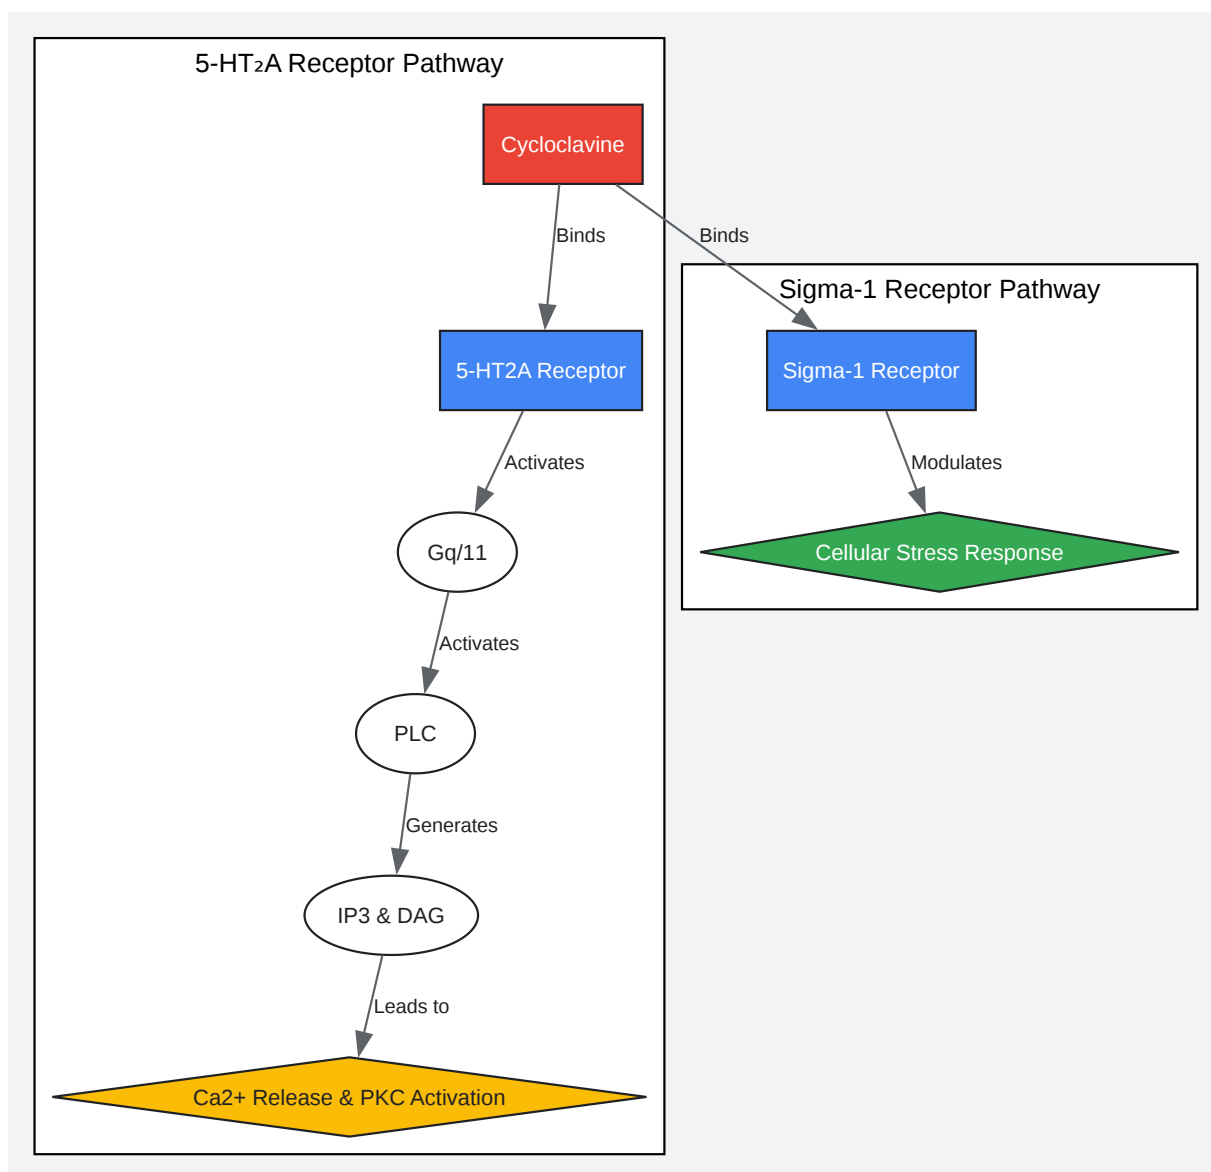 5-HT₂A Receptor Pathway
Cycloclavine
Binds
Binds
Sigma-1 Receptor Pathway
5-HT2A Receptor
Sigma-1 Receptor
Activates
Modulates
Gq/11
Cellular Stress Response
Activates
PLC
Generates
IP3 & DAG
Leads to
Ca2+ Release & PKC Activation